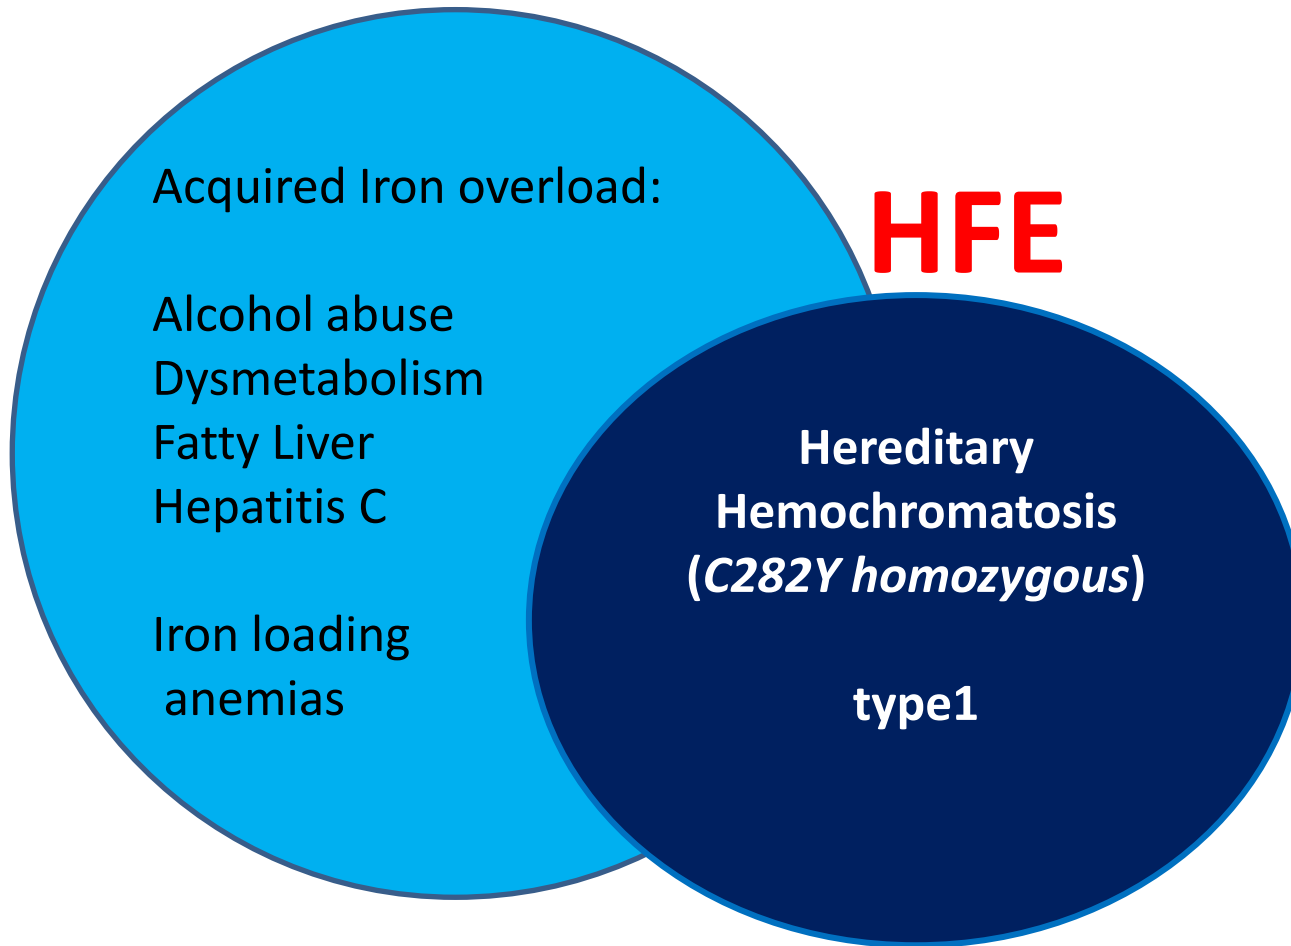 Acquired Iron overload:
Alcohol abuse
Dysmetabolism
Fatty Liver
Hepatitis C
Iron loading
anemias
HFE
Hereditary
Hemochromatosis
(C282Y homozygous)
type1